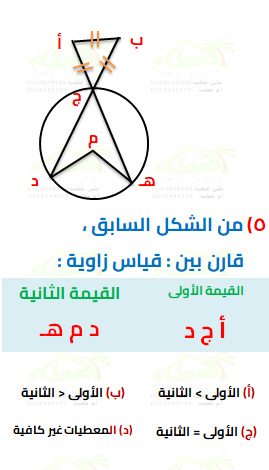 أ
ب
ج
م
د
هـ
٥) من الشكل السابق ،
قارن بين : قياس زاوية :
القيمة الأولى
القيمة الثانية
أ ج د
د م هـ
(أ) الأولى > الثانية
(ب) الأولى < الثانية
(ج) الأولى = الثانية
(د) المعطيات غير كافية